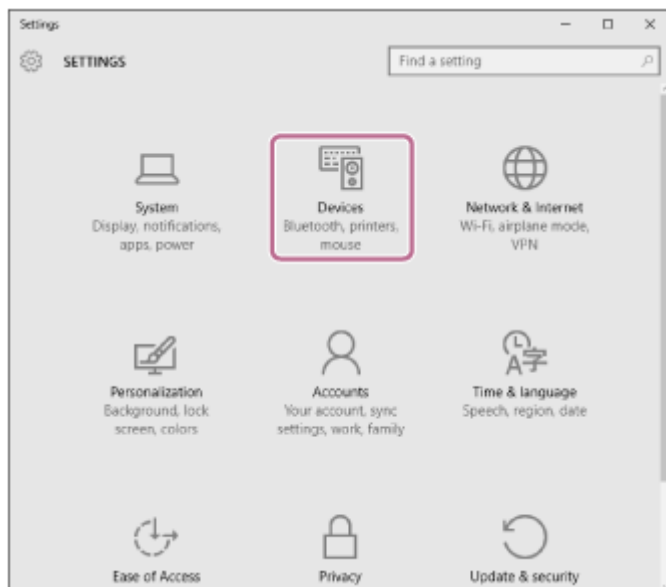 Settings
SETTINGS
Find a setting
System
Display, notifications,
apps, power
Devices
Bluetooth, printers,
mouse
Network & Internet
Wi-Fi, airplane mode,
VPN
Personalization
Background, lock
screen, colors
Accounts
Your account, sync
settings, work, family
Time & language
Speech, region, date
Ease of Access
Privacy
Update & security